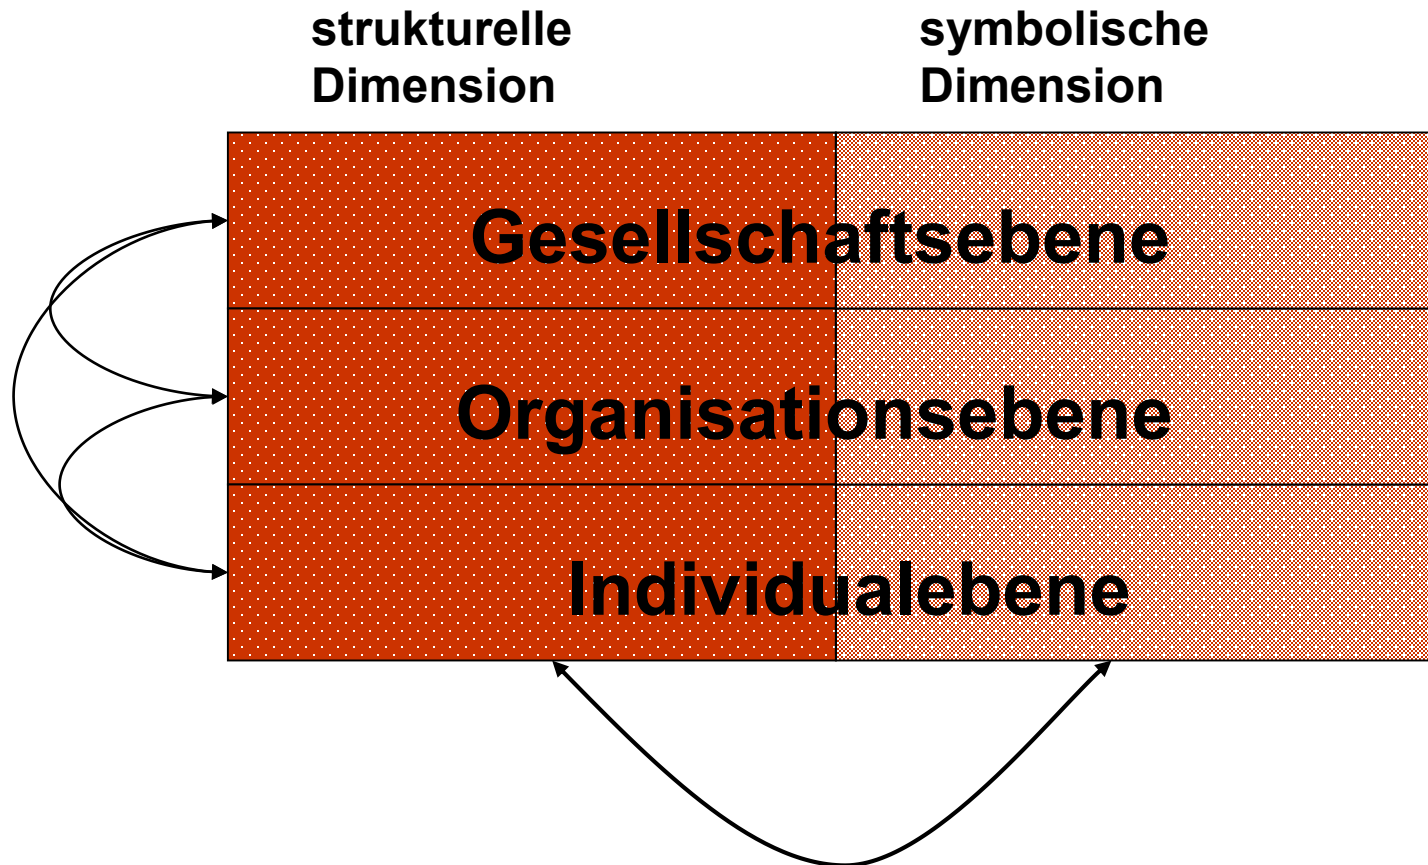 strukturelle
Dimension
symbolische
Dimension
Gesellschaftsebene
Organisationsebene
Individualebene